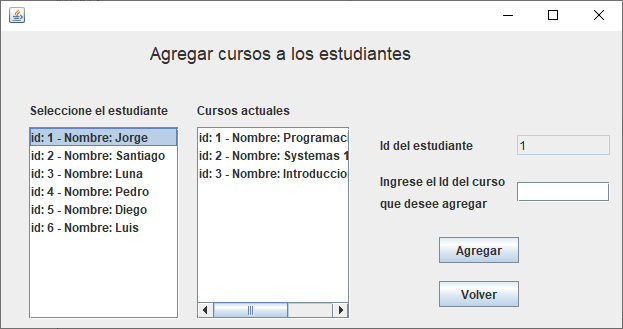 Agregar cursos a los estudiantes
Seleccione el estudiante
id: 1 - Nombre: Jorge
id: 2 - Nombre: Santiago
id: 3 - Nombre: Luna
id: 4 - Nombre: Pedro
id: 5 - Nombre: Diego
id: 6 - Nombre: Luis
Cursos actuales
id: 1 - Nombre: Programaci
id: 2 - Nombre: Systemas 1
id: 3 - Nombre: Introduccio
Id del estudiante
1
Ingrese el Id del curso
que desee agregar
Agregar
Volver